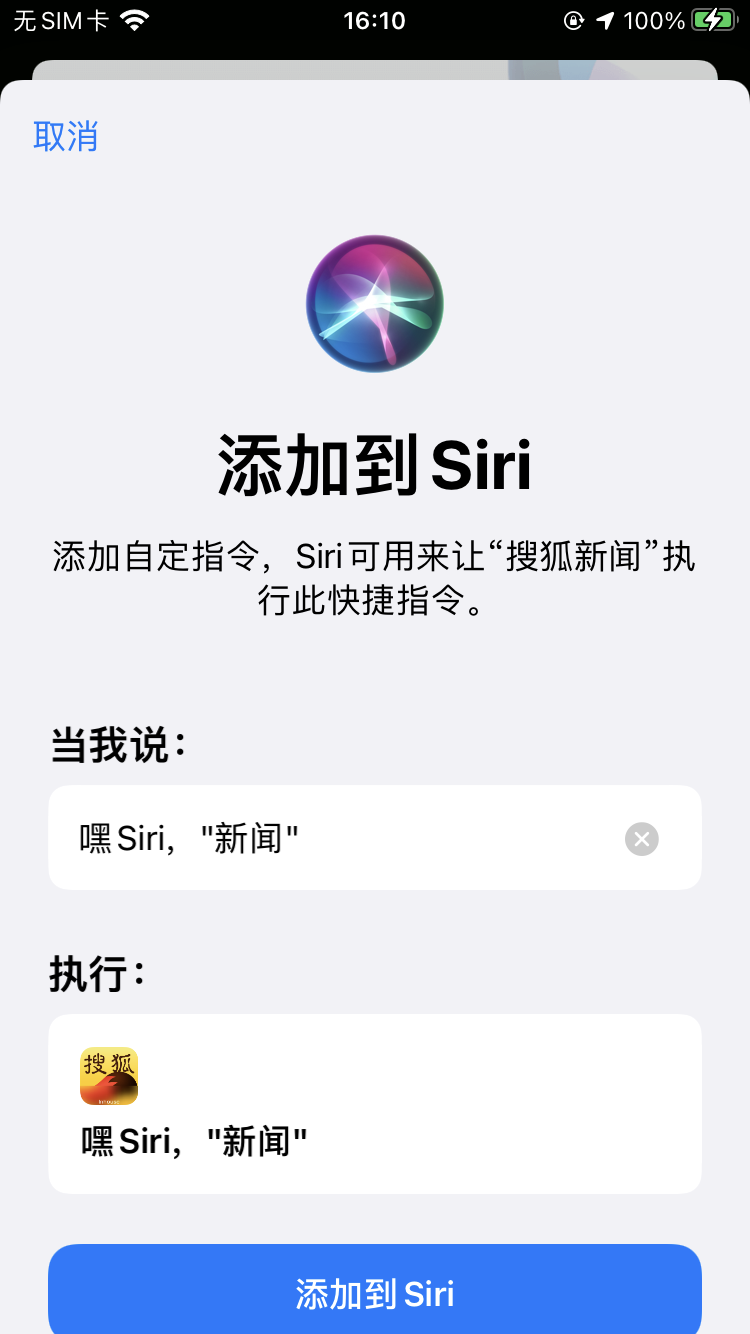 无SIM卡 16:10 100%
取消
添加到Siri
添加自定指令，Siri可用来让“搜狐新闻”执
行此快捷指令。
当我说：
嘿Siri，"新闻"
执行：
搜狐
Inhouse
嘿Siri，"新闻"
添加到Siri